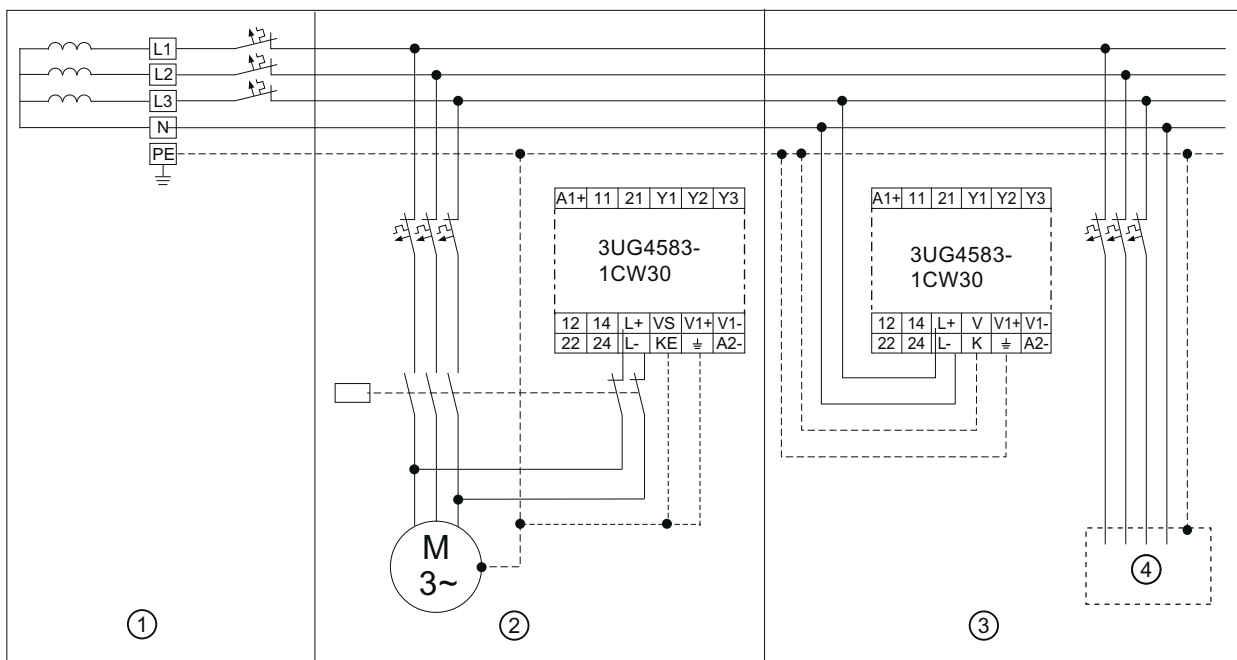 L1
L2
L3
N
PE
A1+ 11 21 Y1 Y2 Y3
3UG4583-
1CW30
12 14 L+ VS V1+ V1-
22 24 L- KE A2-
A1+ 11 21 Y1 Y2 Y3
3UG4583-
1CW30
12 14 L+ V V1+ V1-
22 24 L- K A2-
M
3~
1
2
3
4